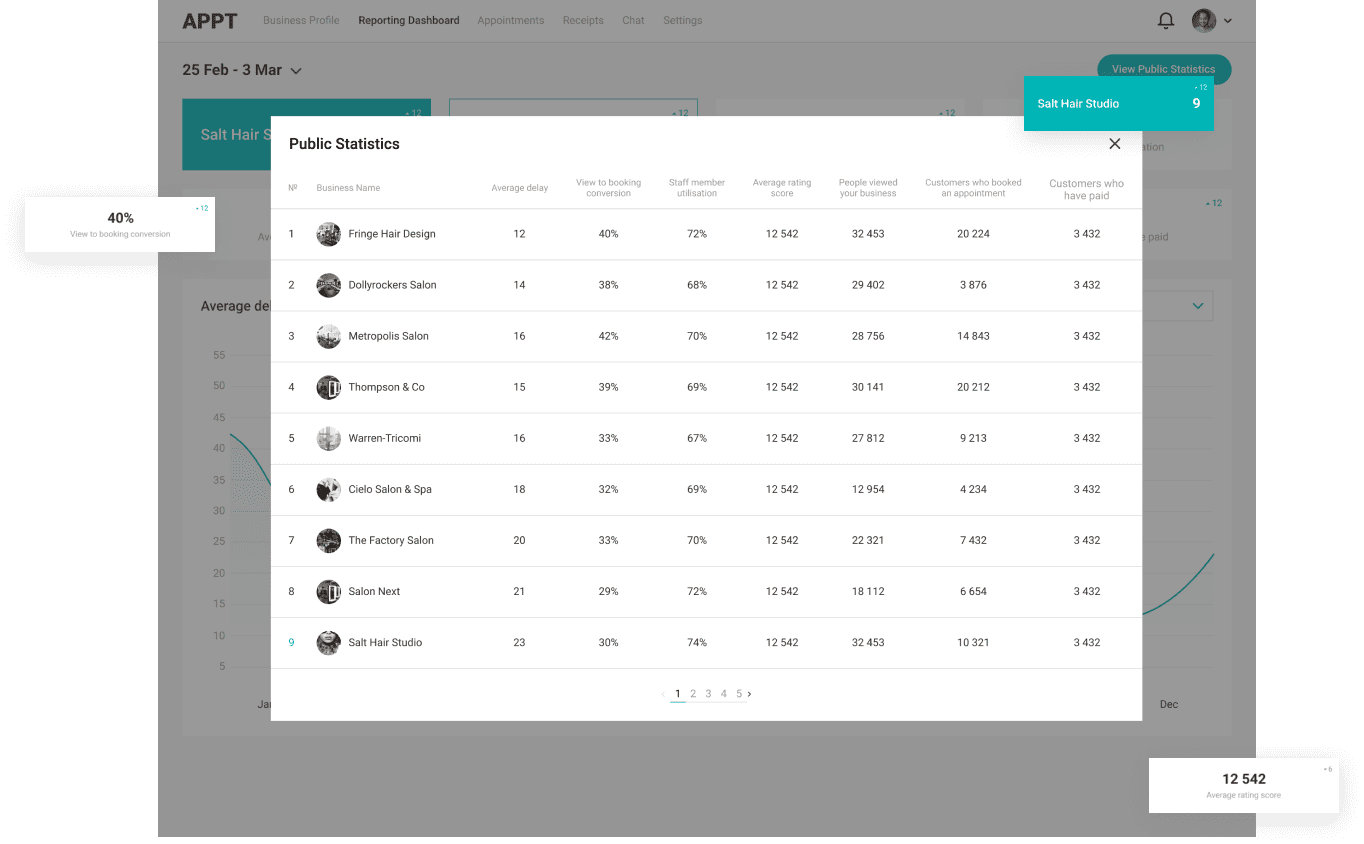 APPT Business Profile Reporting Dashboard Appointments Receipts Chat Settings
25 Feb - 3 Mar
View Public Statistics
12 12 12
12
Salt Hair Studio 9
Salt Hair S
Public Statistics
№ Business Name Average delay View to booking conversion Staff member utilisation Average rating score People viewed your business Customers who booked an appointment Customers who have paid
1 Fringe Hair Design 12 40% 72% 12 542 32 453 20 224 3 432
2 Dollyrockers Salon 14 38% 68% 12 542 29 402 3 876 3 432
3 Metropolis Salon 16 42% 70% 12 542 28 756 14 843 3 432
4 Thompson & Co 15 39% 69% 12 542 30 141 20 212 3 432
5 Warren-Tricomi 16 33% 67% 12 542 27 812 9 213 3 432
6 Cielo Salon & Spa 18 32% 69% 12 542 12 954 4 234 3 432
7 The Factory Salon 20 33% 70% 12 542 22 321 7 432 3 432
8 Salon Next 21 29% 72% 12 542 18 112 6 654 3 432
9 Salt Hair Studio 23 30% 74% 12 542 32 453 10 321 3 432
1 2 3 4 5
12
40%
View to booking conversion
12
paid
Average del
55
50
45
40
35
30
25
20
15
10
5
Dec
6
12 542
Average rating score